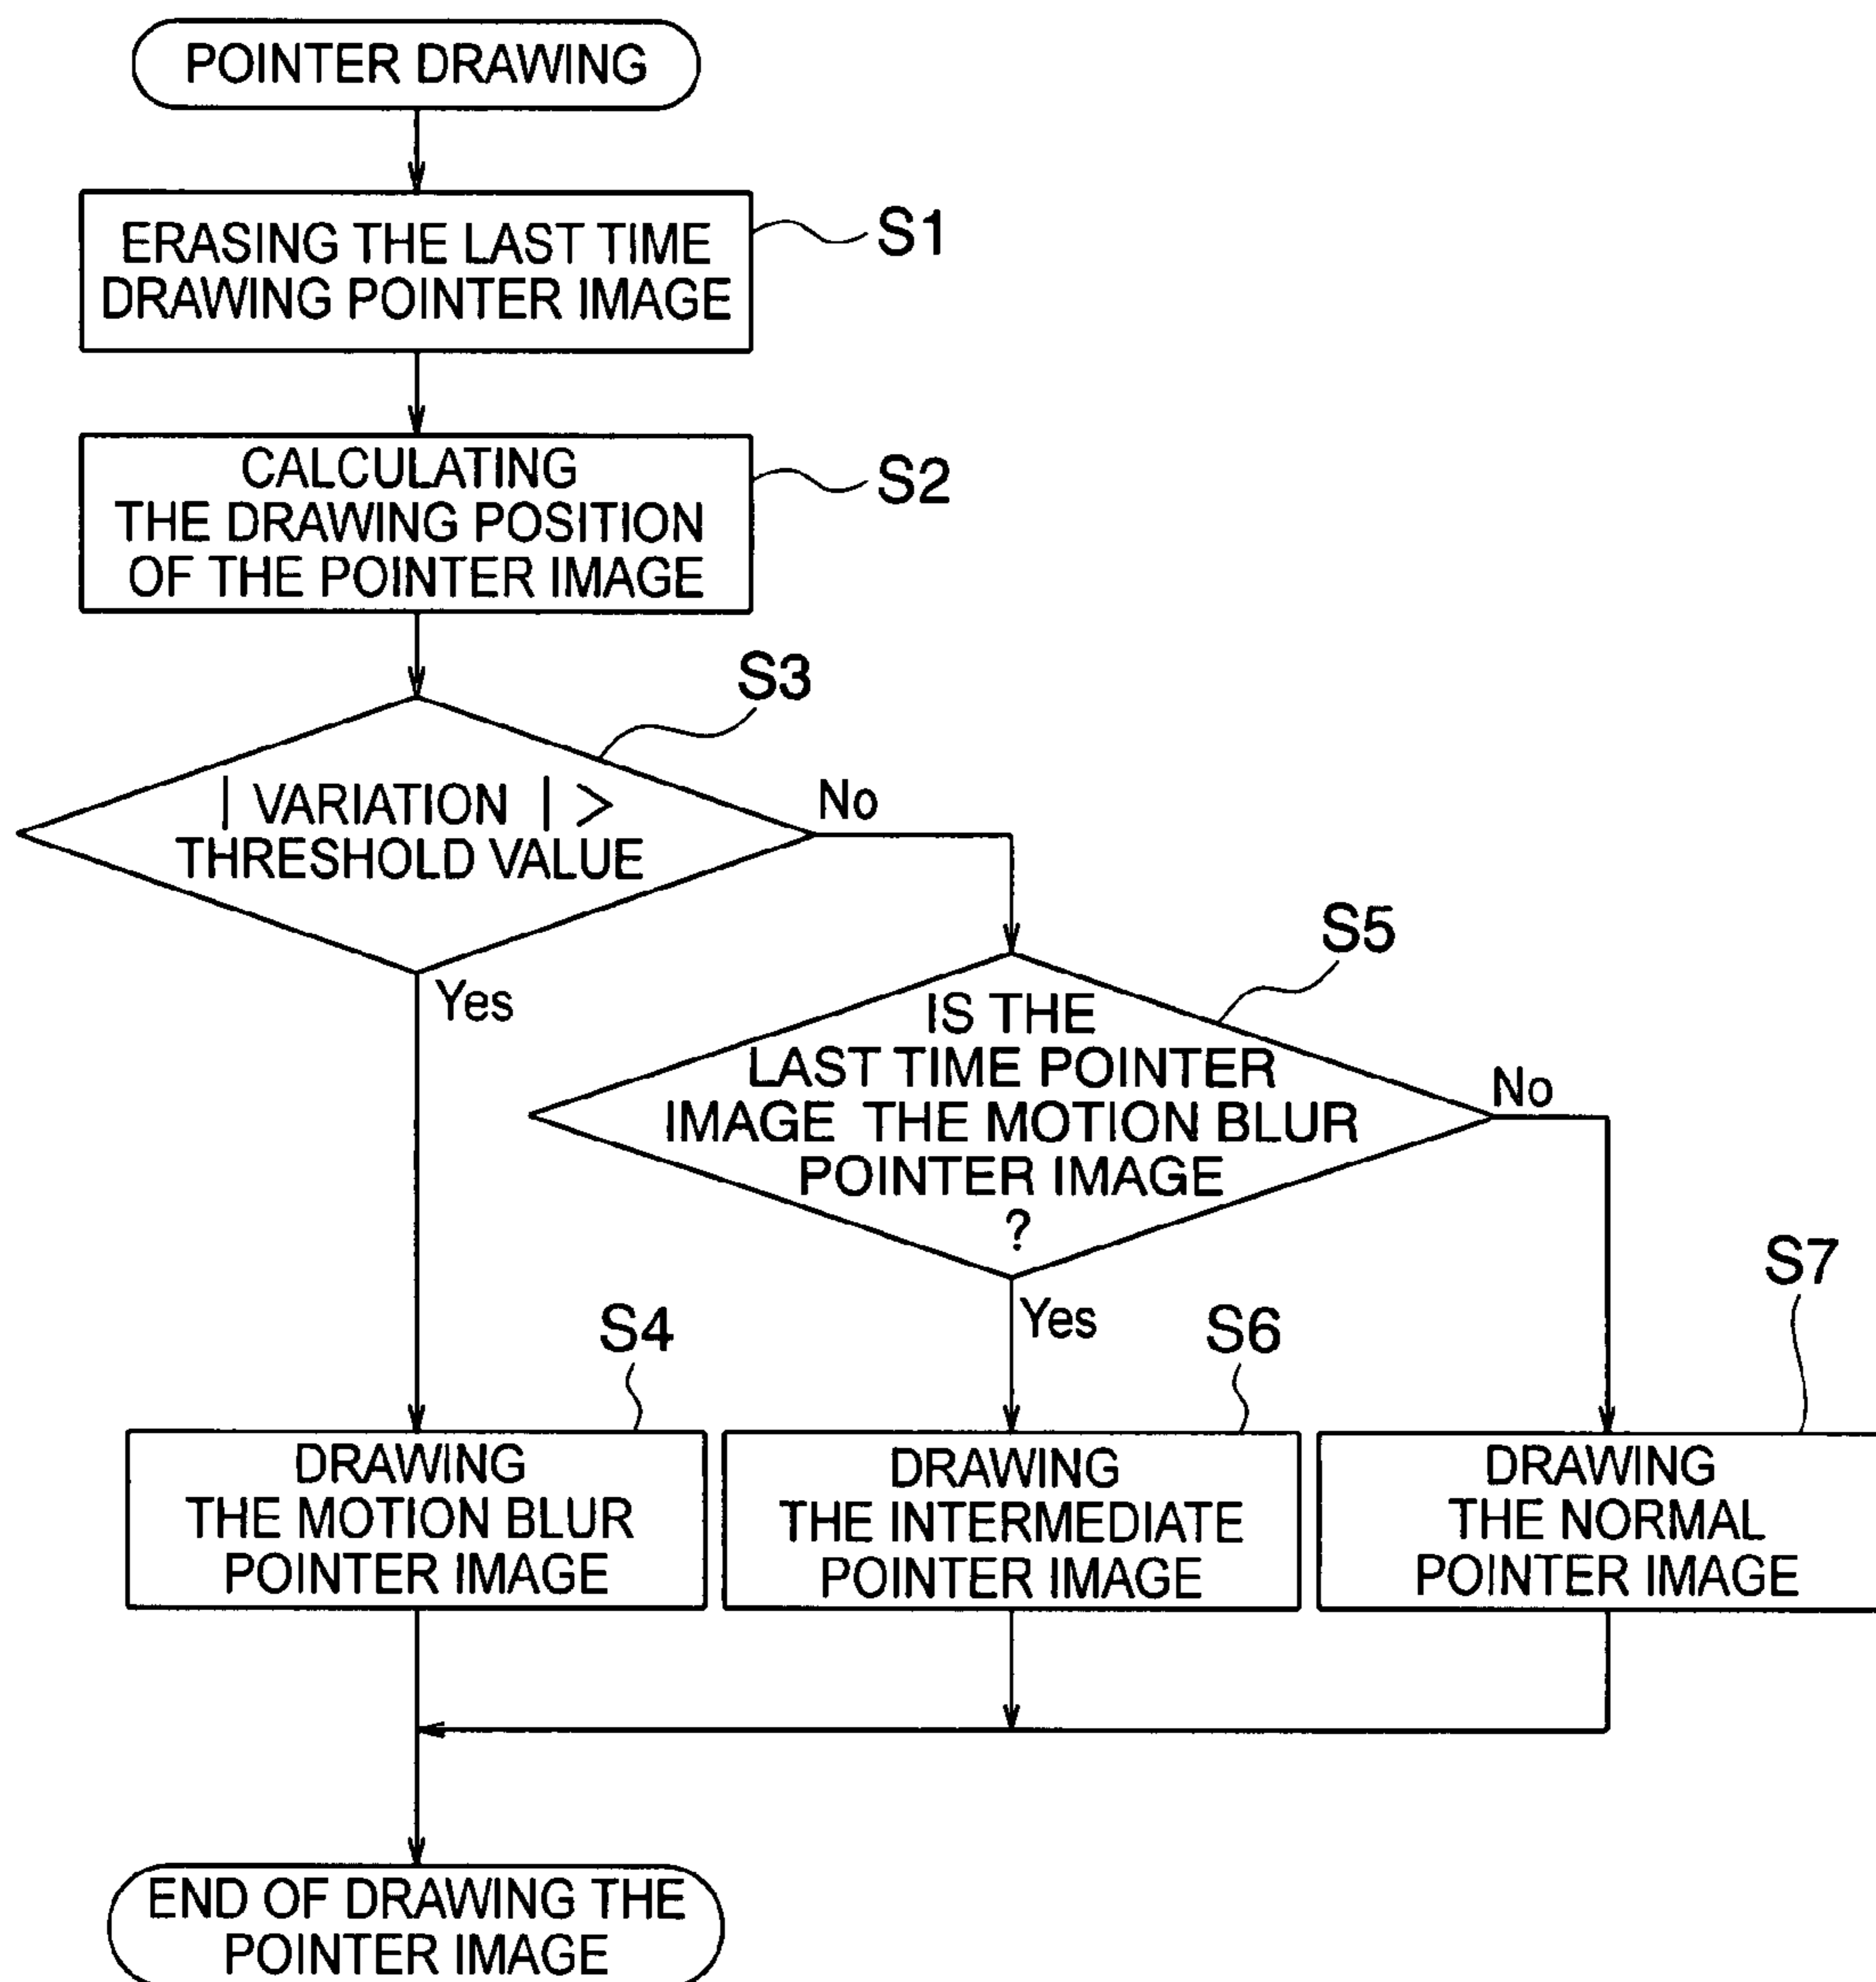 POINTER DRAWING
ERASING THE LAST TIME
DRAWING POINTER IMAGE
S1
CALCULATING
THE DRAWING POSITION
OF THE POINTER IMAGE
S2
S3
| VARIATION | >
THRESHOLD VALUE
No
Yes
S5
IS THE
LAST TIME POINTER
IMAGE THE MOTION BLUR
POINTER IMAGE
?
No
Yes
S4
DRAWING
THE MOTION BLUR
POINTER IMAGE
S6
DRAWING
THE INTERMEDIATE
POINTER IMAGE
S7
DRAWING
THE NORMAL
POINTER IMAGE
END OF DRAWING THE
POINTER IMAGE